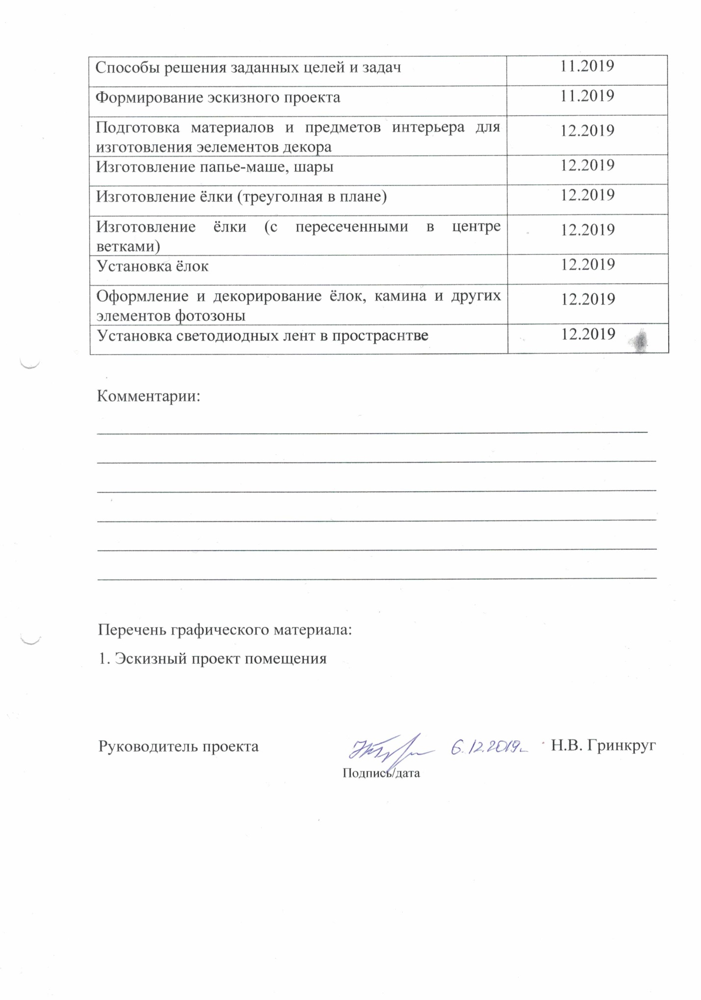 Способы решения заданных целей и задач 11.2019
Формирование эскизного проекта 11.2019
Подготовка материалов и предметов интерьера для 12.2019
изготовления эелементов декора
Изготовление папье-маше, шары 12.2019
Изготовление ёлки (треуголная в плане) 12.2019
Изготовление ёлки (с пересеченными в центре 12.2019
ветками)
Установка ёлок 12.2019
Оформление и декорирование ёлок, камина и других 12.2019
элементов фотозоны
Установка светодиодных лент в простраснтве 12.2019
Комментарии:
Перечень графического материала:
1. Эскизный проект помещения
Руководитель проекта 6.12.2019г. Н.В. Гринкруг
Подпись/дата